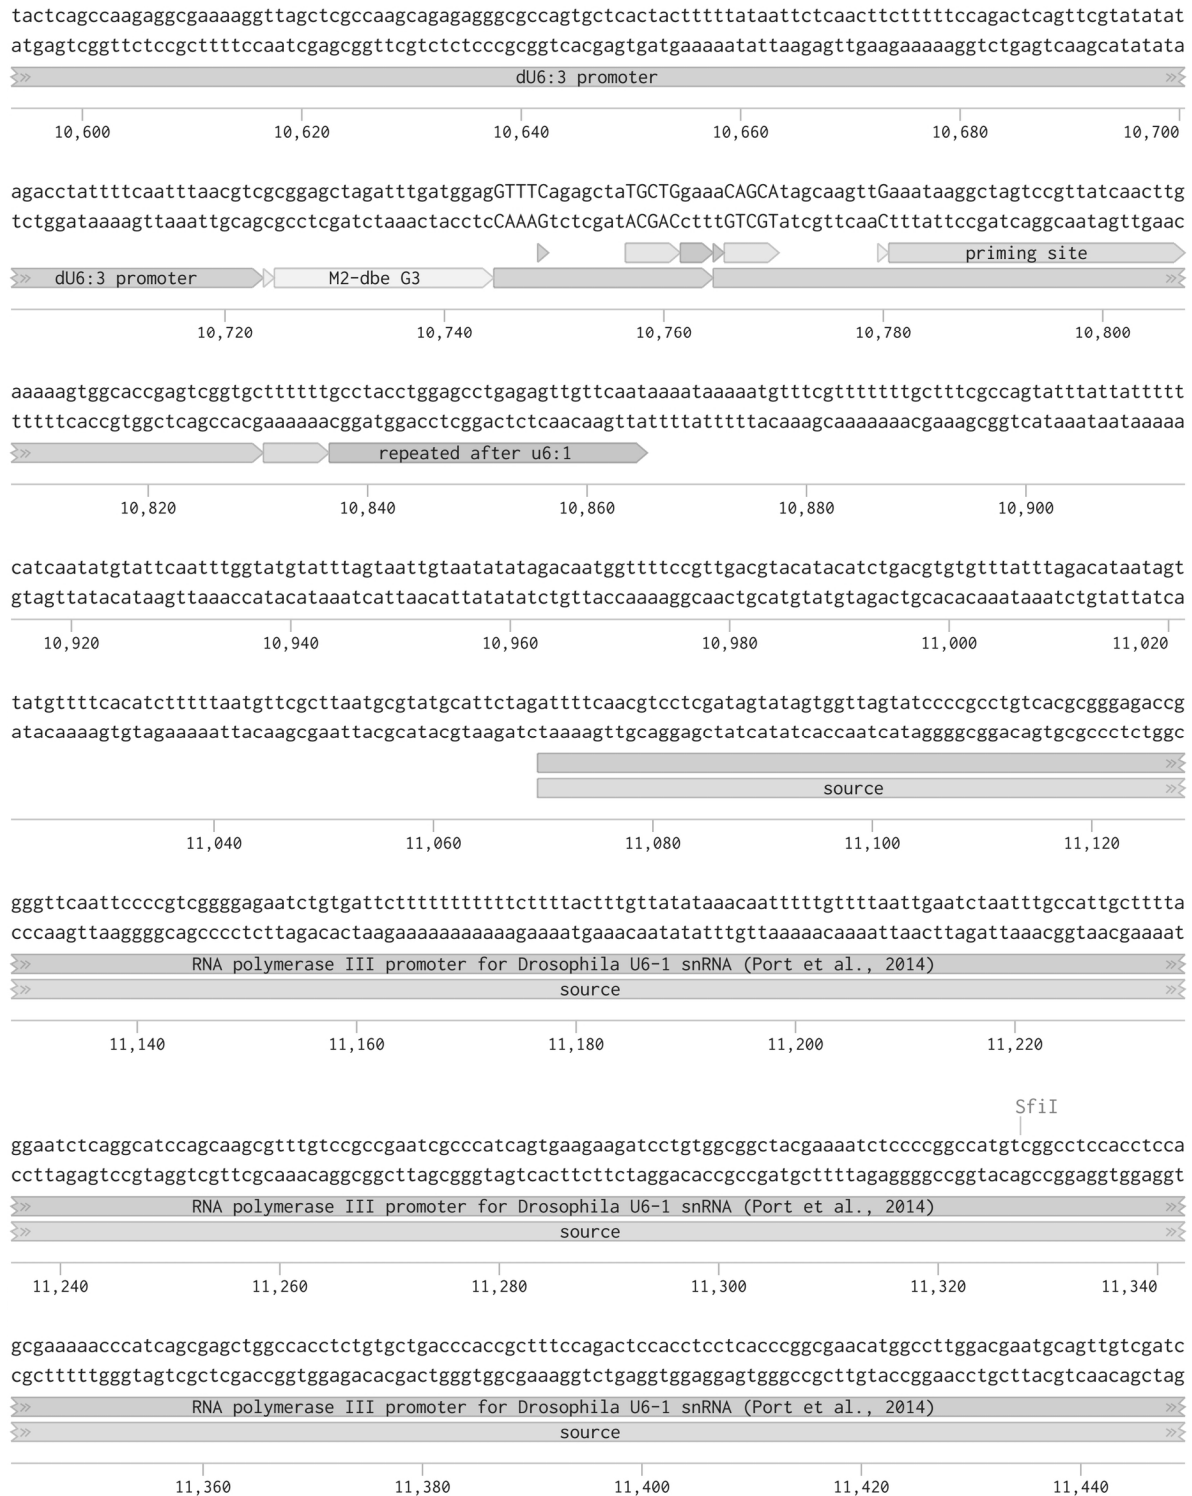 tactcagccaagaggcgaaaaggttagctcgccaagcagagagggcgccagtgctcactactttttataattctcaacttctttttccagactcagttcgtatatat
atgagtcggttctccgcttttccaatcgagcggttcgtctctcccgcggtcacgagtgatgaaaaatattaagagttgaagaaaaaggtctgagtcaagcatatata
dU6:3 promoter
10,600 10,620 10,640 10,660 10,680 10,700
agacctattttcaatttaacgtcgcggagctagatttgatggagGTTTCagagctaTGCTGgaaaCAGCAtagcaagttGaaataaggctagtccgttatcaacttg
tctggataaaagttaaattgcagcgcctcgatctaaactacctcCAAAGtctcgatACGACctttGTCGTatcgttcaaCtttattccgatcaggcaatagttgaac
priming site
dU6:3 promoter M2-dbe G3
10,720 10,740 10,760 10,780 10,800
aaaaagtggcaccgagtcggtgcttttttgcctacctggagcctgagagttgttcaataaaataaaaatgtttcgttttttttgctttcgccagtatttattattttt
tttttcaccgtggctcagccacgaaaaaacggatggacctcggactctcaacaagttattttatttttacaaagcaaaaaaaacgaaagcggtcataaataataaaaa
repeated after u6:1
10,820 10,840 10,860 10,880 10,900
catcaatatgtattcaatttggtatgtatttagtaattgtaatatatagacaatggttttccgttgacgtacatacatctgacgtgtgtttatttagacataatagt
gtagttatacataagttaaaccatacataaatcattaacattatatatctgttaccaaaaggcaactgcatgtatgtagactgcacacaaataaatctgtattatca
10,920 10,940 10,960 10,980 11,000 11,020
tatgttttcacatctttttaatgttcgcttaatgcgtatgcattctagattttcaacgtcctcgatagtatagtggttagtatccccgcctgtcacgcgggagaccg
atacaaaagtgtagaaaaattacaagcgaattacgcatacgtaagatctaaaagttgcaggagctatcatatcaccaatcataggggcggacagtgcgccctctggc
source
11,040 11,060 11,080 11,100 11,120
gggttcaattccccgtcggggagaatctgtgattcttttttttttttcttttactttgttatataaacaatttttgttttaattgaatctaatttgccattgctttta
cccaagttaaggggcagcccctcttagacactaagaaaaaaaaaaaagaaaatgaaacaatatatttgttaaaaacaaaattaacttagattaaacggtaacgaaaat
RNA polymerase III promoter for Drosophila U6-1 snRNA (Port et al., 2014)
source
11,140 11,160 11,180 11,200 11,220
SfiI
ggaatctcaggcatccagcaagcgtttgtccgccgaatcgcccatcagtgaagaagatcctgtggcggctacgaaaatctccccggccatgtcggcctccacctcca
ccttagagtccgtaggtcgttcgcaaacaggcggcttagcgggtagtcacttcttctaggacaccgccgatgcttttagaggggccggtacagccggaggtggaggt
RNA polymerase III promoter for Drosophila U6-1 snRNA (Port et al., 2014)
source
11,240 11,260 11,280 11,300 11,320 11,340
gcgaaaaacccatcagcgagctggccacctctgtgctgacccaccgctttccagactccacctcctcacccggcgaacatggccttggacgaatgcagttgtcgatc
cgctttttgggtagtcgctcgaccggtggagacacgactgggtggcgaaaggtctgaggtggaggagtgggccgcttgtaccggaacctgcttacgtcaacagctag
RNA polymerase III promoter for Drosophila U6-1 snRNA (Port et al., 2014)
source
11,360 11,380 11,400 11,420 11,440